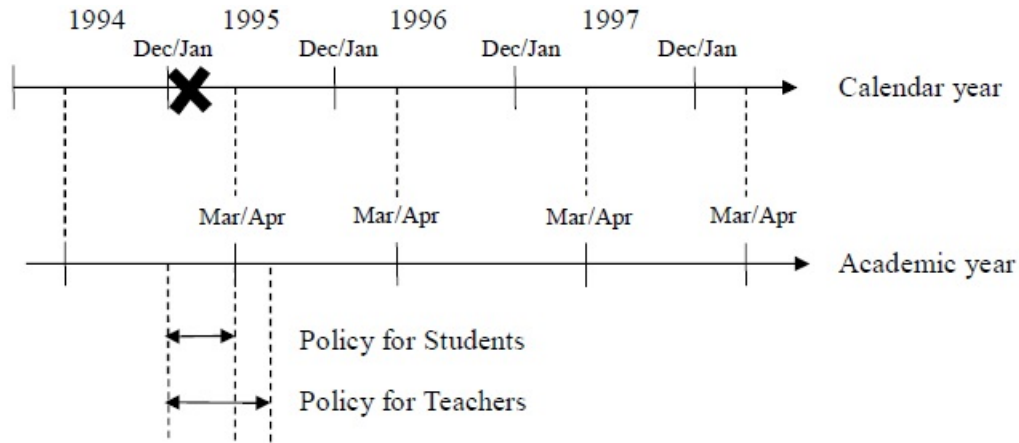 1994 1995 1996 1997
Dec/Jan Dec/Jan Dec/Jan Dec/Jan
Calendar year
Mar/Apr Mar/Apr Mar/Apr Mar/Apr
Academic year
Policy for Students
Policy for Teachers